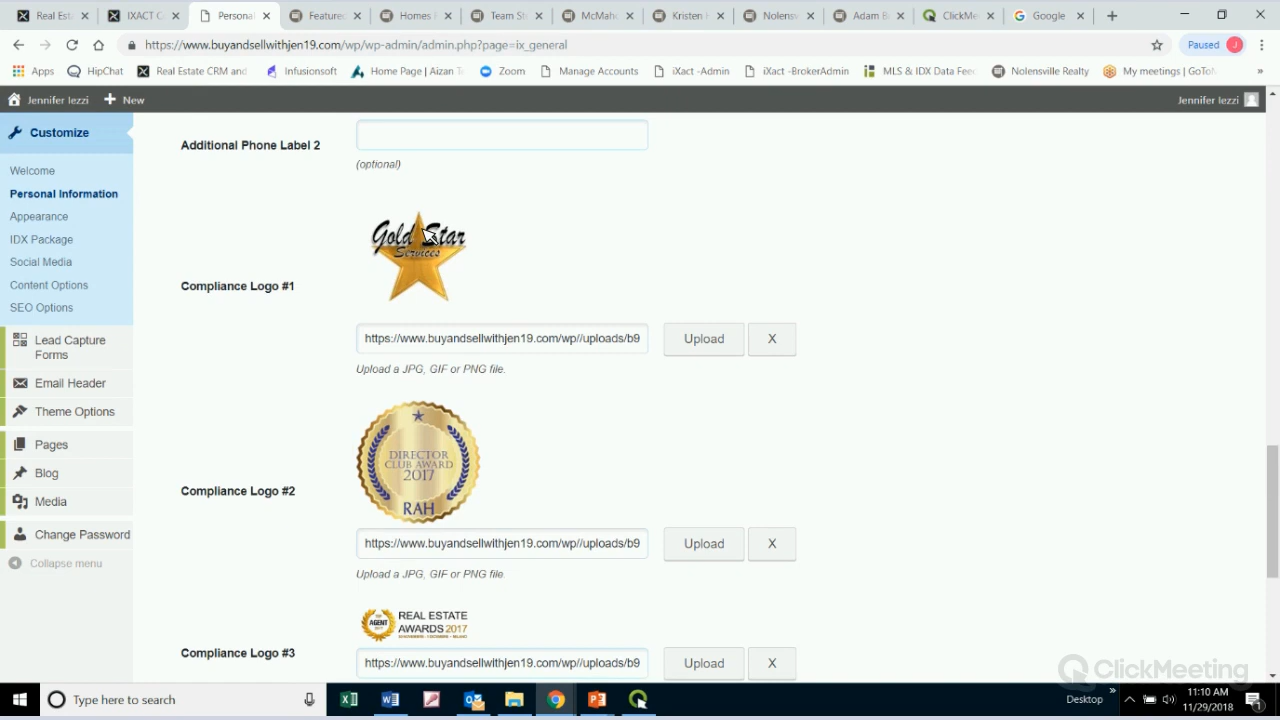 Real Est
IXACT C
Personal
Featured
Homes F
Team St
McMaho
Kristen H
Nolensvi
Adam B
ClickMe
Google
https://www.buyandsellwithjen19.com/wp/wp-admin/admin.php?page=ix_general
Paused
J
Apps
HipChat
Real Estate CRM and
Infusionsoft
Home Page | Aizan T
Zoom
Manage Accounts
iXact -Admin
iXact -BrokerAdmin
MLS & IDX Data Fee
Nolensville Realty
My meetings | GoTo
»
Jennifer Iezzi
New
Jennifer Iezzi
Customize
Welcome
Personal Information
Appearance
IDX Package
Social Media
Content Options
SEO Options
Lead Capture
Forms
Email Header
Theme Options
Pages
Blog
Media
Change Password
Collapse menu
Additional Phone Label 2
(optional)
Gold Star
Services
Compliance Logo #1
https://www.buyandsellwithjen19.com/wp//uploads/b9
Upload
X
Upload a JPG, GIF or PNG file.
DIRECTOR
CLUB AWARD
2017
RAH
Compliance Logo #2
https://www.buyandsellwithjen19.com/wp//uploads/b9
Upload
X
Upload a JPG, GIF or PNG file.
AGENT
REAL ESTATE
AWARDS 2017
Compliance Logo #3
https://www.buyandsellwithjen19.com/wp//uploads/b9
Upload
X
ClickMeeting
Type here to search
Desktop
»
11:10 AM
11/29/2018
1